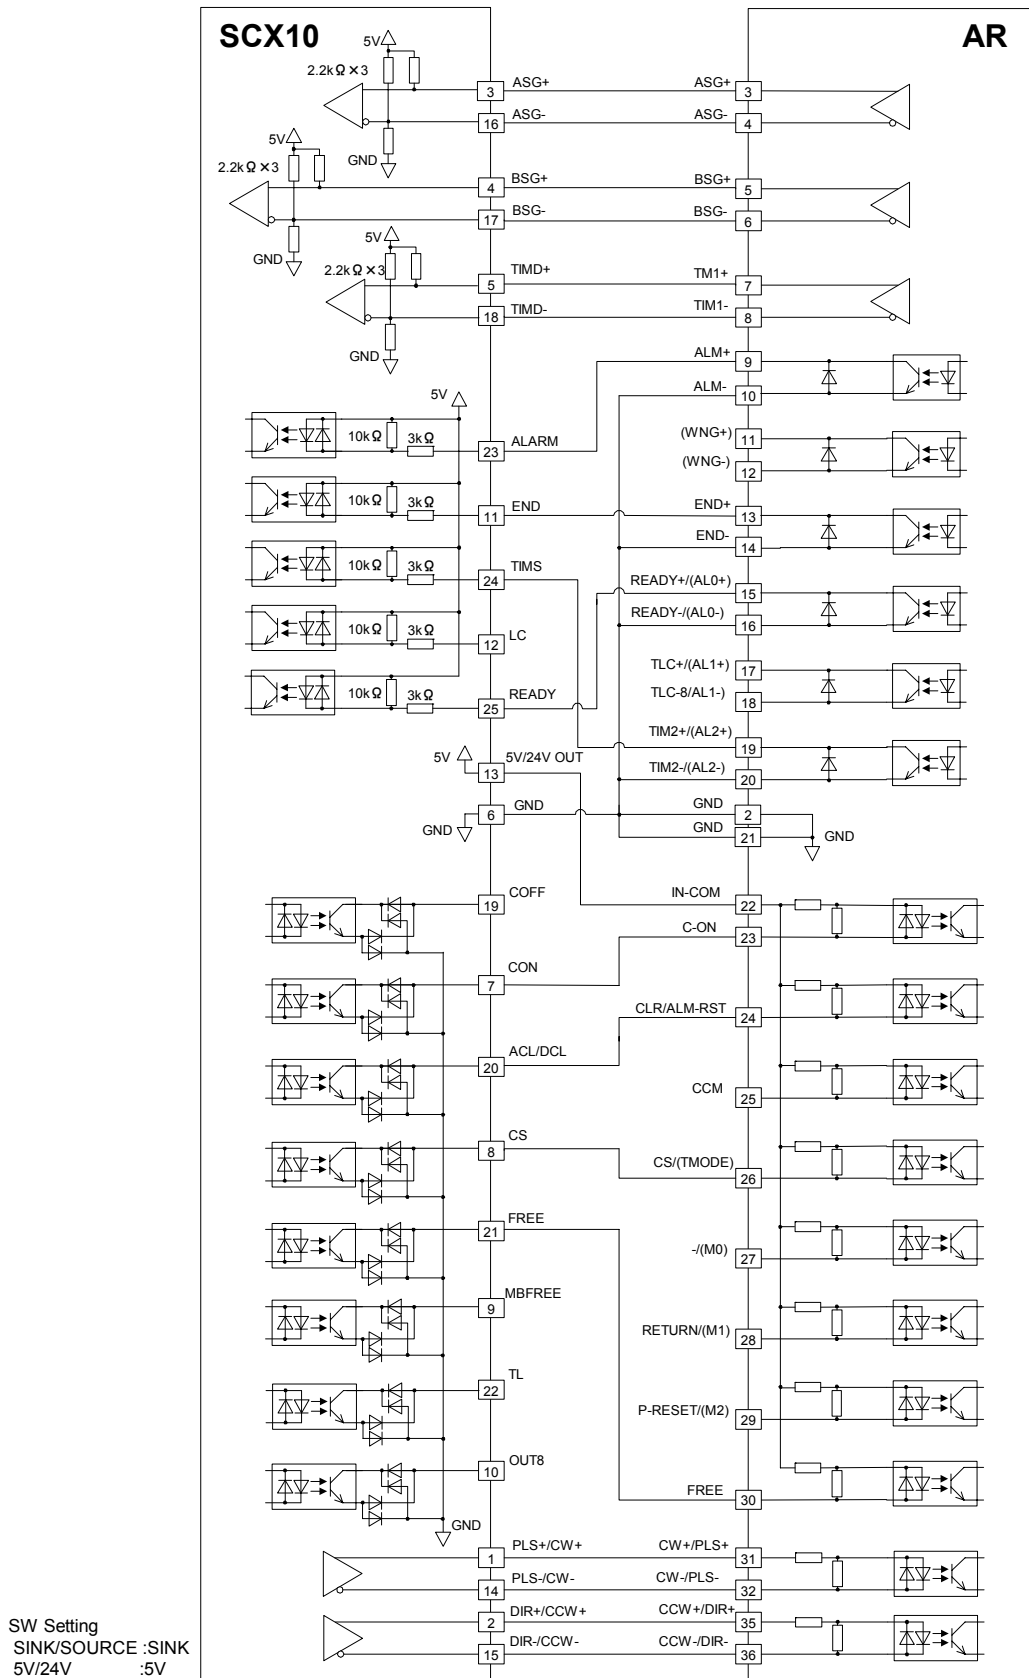 SCX10
AR
5V
2.2kΩ×3
3 ASG+ ASG+ 3
16 ASG- ASG- 4
GND
5V
2.2kΩ×3
4 BSG+ BSG+ 5
17 BSG- BSG- 6
GND
5V
2.2kΩ×3
5 TIMD+ TM1+ 7
18 TIMD- TIM1- 8
GND
ALM+ 9
ALM- 10
5V
10kΩ 3kΩ 23 ALARM
(WNG+) 11
(WNG-) 12
10kΩ 3kΩ 11 END END+ 13
END- 14
10kΩ 3kΩ 24 TIMS
READY+/(AL0+) 15
READY-/(AL0-) 16
10kΩ 3kΩ 12 LC
TLC+/(AL1+) 17
TLC-8/AL1-) 18
10kΩ 3kΩ 25 READY
TIM2+/(AL2+) 19
5V 13 5V/24V OUT
TIM2-/(AL2-) 20
GND 6 GND GND 2
GND 21 GND
19 COFF IN-COM 22
C-ON 23
7 CON
CLR/ALM-RST 24
20 ACL/DCL
CCM 25
8 CS
CS/(TMODE) 26
21 FREE
-/(M0) 27
9 MBFREE
RETURN/(M1) 28
22 TL
P-RESET/(M2) 29
10 OUT8
FREE 30
GND
1 PLS+/CW+ CW+/PLS+ 31
14 PLS-/CW- CW-/PLS- 32
2 DIR+/CCW+ CCW+/DIR+ 35
15 DIR-/CCW- CCW-/DIR- 36
SW Setting
SINK/SOURCE :SINK
5V/24V :5V